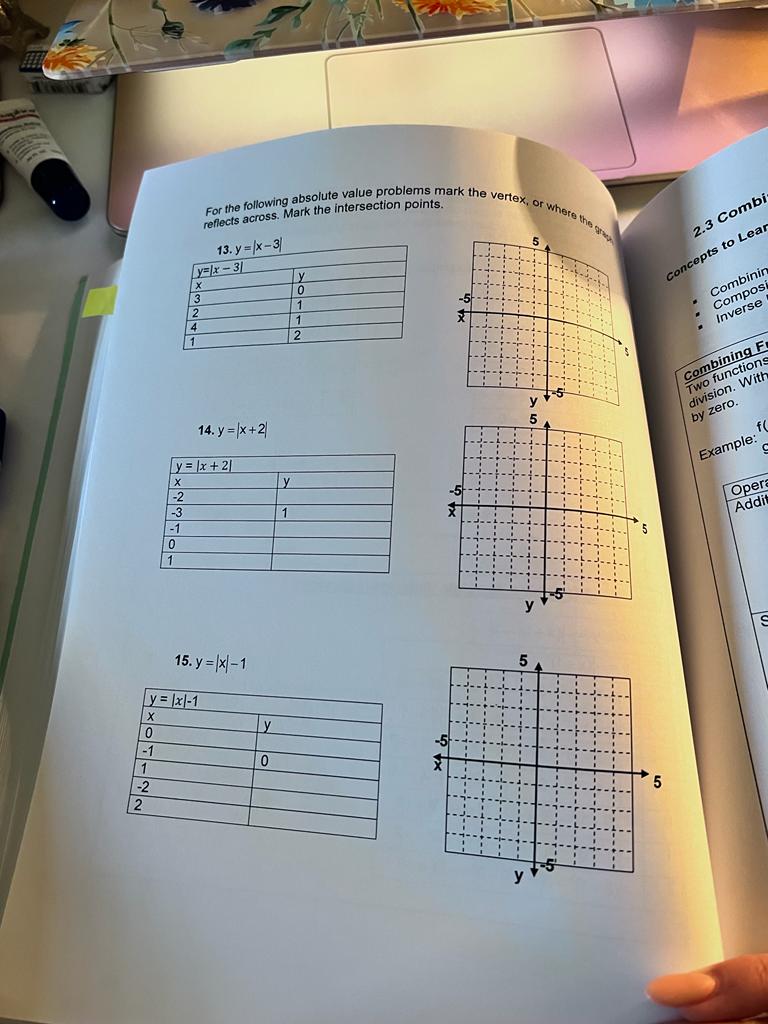 For the following absolute value problems mark the vertex, or where the graph
reflects across. Mark the intersection points.
13. y = |x − 3|
y=|x − 3|
x y
3 0
2 1
4 1
1 2
5
-5
x
5
y -5
14. y = |x + 2|
y = |x + 2|
x y
-2
-3 1
-1
0
1
5
-5
x
5
y -5
15. y = |x| − 1
y = |x|-1
x y
0
-1 0
1
-2
2
5
-5
x
5
y -5
2.3 Combi
Concepts to Lear
▪ Combinin
▪ Composi
▪ Inverse
Combining Fu
Two functions
division. With
by zero.
Example: f(
g
Opera
Addit
S